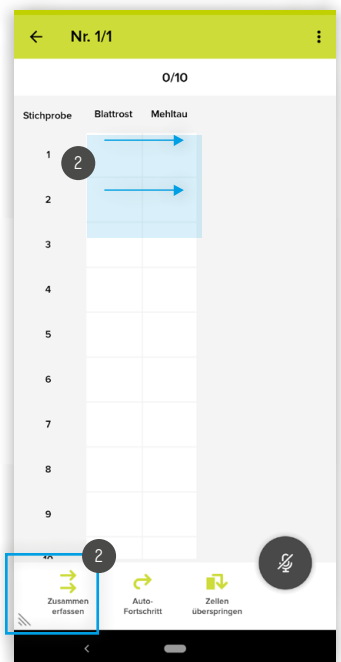 Nr. 1/1
0/10
Stichprobe Blattrost Mehltau
1
2
2
3
4
5
6
7
8
9
10
2
Zusammen
erfassen
Auto-
Fortschritt
Zellen
überspringen